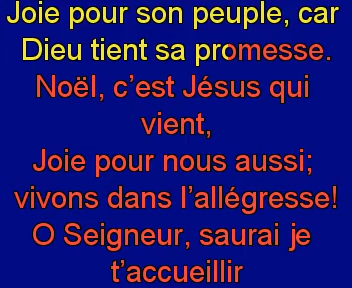 Joie pour son peuple, car
Dieu tient sa promesse.
Noël, c’est Jésus qui
vient,
Joie pour nous aussi;
vivons dans l’allégresse!
O Seigneur, saurai je
t’accueillir